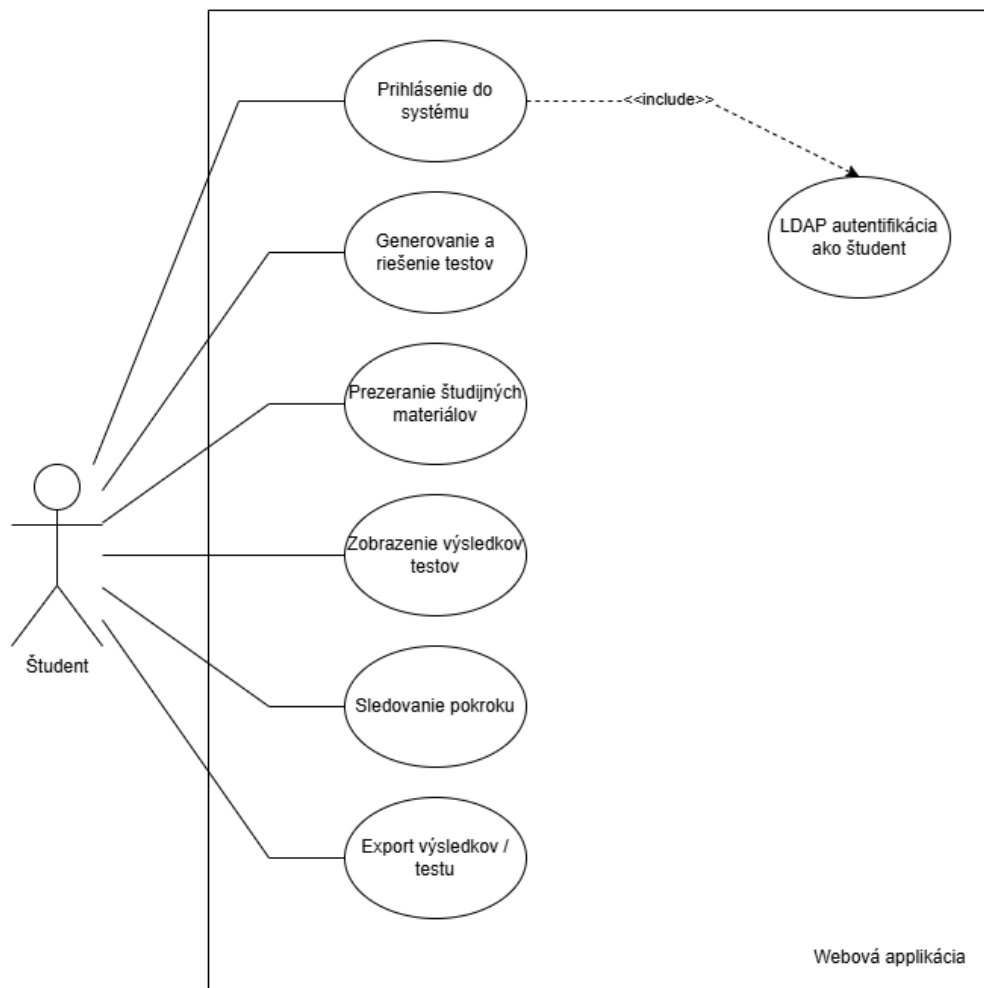 Prihlásenie do
systému
<<include>>
LDAP autentifikácia
ako študent
Generovanie a
riešenie testov
Prezeranie študijných
materiálov
Zobrazenie výsledkov
testov
Študent
Sledovanie pokroku
Export výsledkov /
testu
Webová applikácia